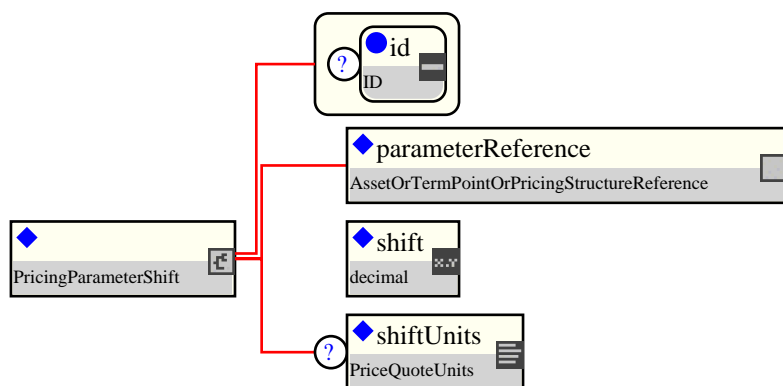 ? id
ID
parameterReference
AssetOrTermPointOrPricingStructureReference
PricingParameterShift
shift
decimal
x.y
? shiftUnits
PriceQuoteUnits